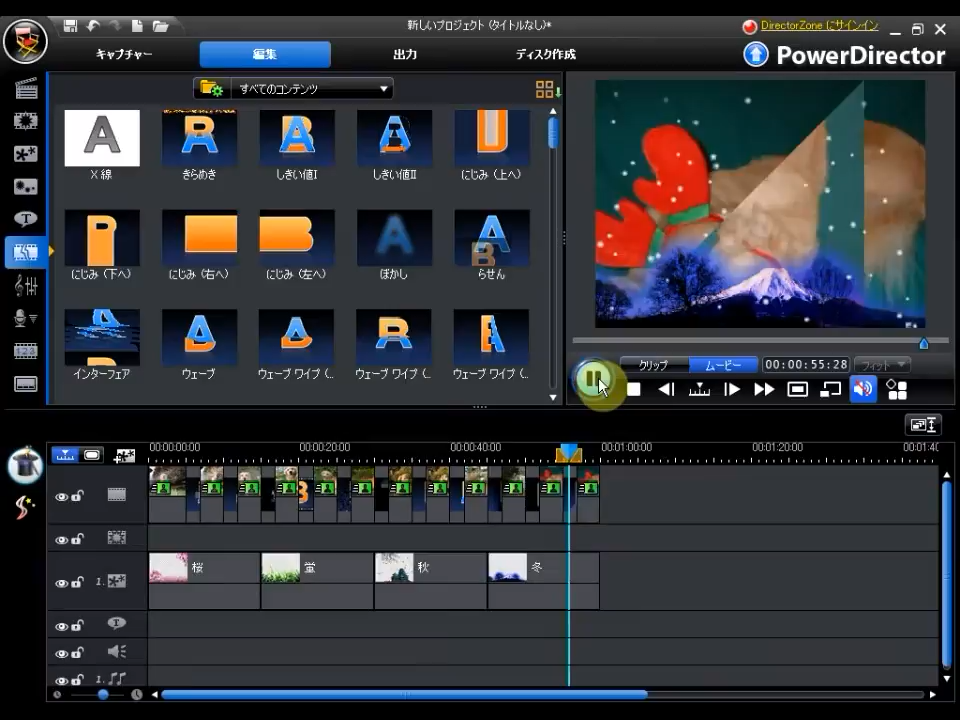 新しいプロジェクト (タイトルなし)*
DirectorZone にサインイン
キャプチャー
編集
出力
ディスク作成
PowerDirector
すべてのコンテンツ
X 線
きらめき
しきい値I
しきい値II
にじみ (上へ)
にじみ (下へ)
にじみ (右へ)
にじみ (左へ)
ぼかし
らせん
インターフェア
ウェーブ
ウェーブ ワイプ (..
ウェーブ ワイプ (..
ウェーブ ワイプ (..
クリップ
ムービー
00:00:55:28
フィット
00:00:00:00
00:00:20:00
00:00:40:00
00:01:00:00
00:01:20:00
00:01:40
桜
蛍
秋
冬
1.
1.